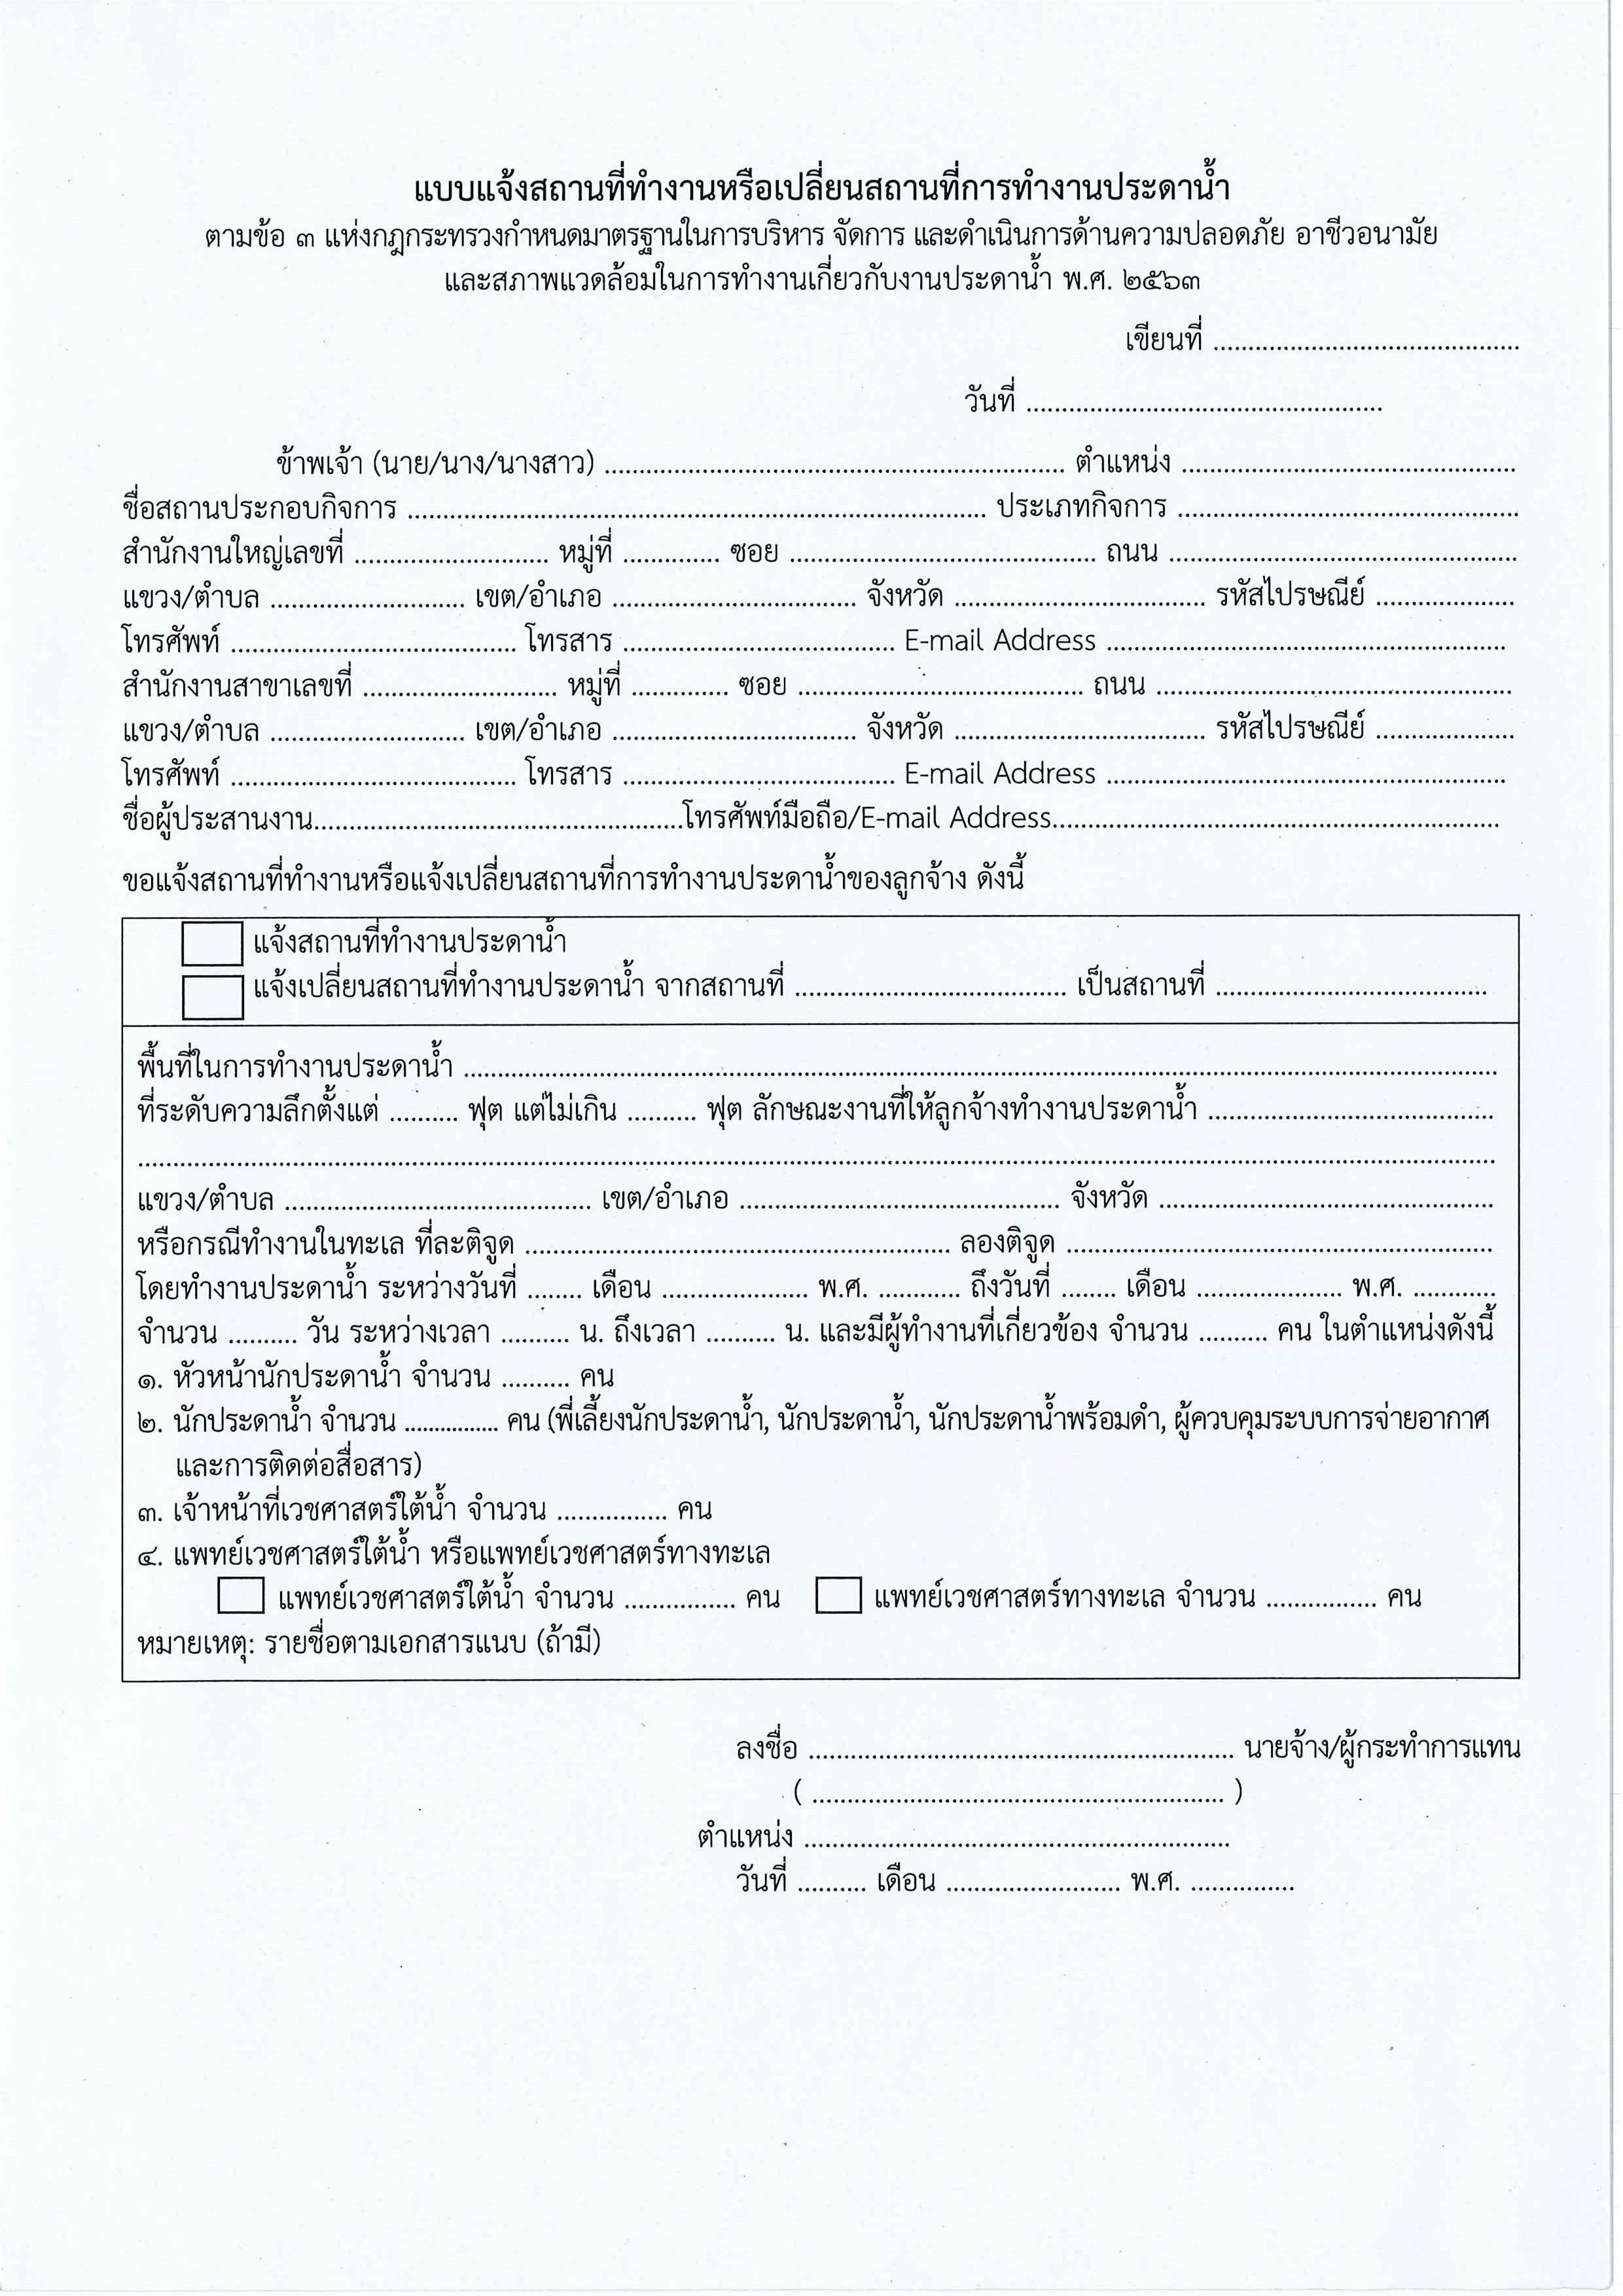 แบบแจ้งสถานที่ทำงานหรือเปลี่ยนสถานที่การทำงานประดาน้ำ
ตามข้อ ๓ แห่งกฎกระทรวงกำหนดมาตรฐานในการบริหาร จัดการ และดำเนินการด้านความปลอดภัย อาชีวอนามัย
และสภาพแวดล้อมในการทำงานเกี่ยวกับงานประดาน้ำ พ.ศ. ๒๕๖๓
เขียนที่ ............................................
วันที่ ...................................................
ข้าพเจ้า (นาย/นาง/นางสาว) .................................................................. ตำแหน่ง ................................................
ชื่อสถานประกอบกิจการ ................................................................................... ประเภทกิจการ .................................................
สำนักงานใหญ่เลขที่ ............................ หมู่ที่ .............. ซอย ............................................ ถนน ..................................................
แขวง/ตำบล ............................ เขต/อำเภอ ................................... จังหวัด .................................... รหัสไปรษณีย์ ....................
โทรศัพท์ ......................................... โทรสาร ....................................... E-mail Address .........................................................
สำนักงานสาขาเลขที่ ............................ หมู่ที่ .............. ซอย ......................................... ถนน ...................................................
แขวง/ตำบล ............................ เขต/อำเภอ ................................... จังหวัด .................................... รหัสไปรษณีย์ ....................
โทรศัพท์ ......................................... โทรสาร ....................................... E-mail Address .........................................................
ชื่อผู้ประสานงาน.....................................................โทรศัพท์มือถือ/E-mail Address................................................................
ขอแจ้งสถานที่ทำงานหรือแจ้งเปลี่ยนสถานที่การทำงานประดาน้ำของลูกจ้าง ดังนี้
แจ้งสถานที่ทำงานประดาน้ำ
แจ้งเปลี่ยนสถานที่ทำงานประดาน้ำ จากสถานที่ ....................................... เป็นสถานที่ .......................................
พื้นที่ในการทำงานประดาน้ำ ....................................................................................................................................................
ที่ระดับความลึกตั้งแต่ .......... ฟุต แต่ไม่เกิน .......... ฟุต ลักษณะงานที่ให้ลูกจ้างทำงานประดาน้ำ .........................................
....................................................................................................................................................................................................
แขวง/ตำบล ............................................ เขต/อำเภอ .............................................. จังหวัด ................................................
หรือกรณีทำงานในทะเล ที่ละติจูด ............................................................. ลองติจูด .............................................................
โดยทำงานประดาน้ำ ระหว่างวันที่ ........ เดือน ......................... พ.ศ. ............ ถึงวันที่ ........ เดือน ......................... พ.ศ. ............
จำนวน .......... วัน ระหว่างเวลา .......... น. ถึงเวลา .......... น. และมีผู้ทำงานที่เกี่ยวข้อง จำนวน .......... คน ในตำแหน่งดังนี้
๑. หัวหน้านักประดาน้ำ จำนวน .......... คน
๒. นักประดาน้ำ จำนวน ................ คน (พี่เลี้ยงนักประดาน้ำ, นักประดาน้ำ, นักประดาน้ำพร้อมดำ, ผู้ควบคุมระบบการจ่ายอากาศ
และการติดต่อสื่อสาร)
๓. เจ้าหน้าที่เวชศาสตร์ใต้น้ำ จำนวน ................ คน
๔. แพทย์เวชศาสตร์ใต้น้ำ หรือแพทย์เวชศาสตร์ทางทะเล
แพทย์เวชศาสตร์ใต้น้ำ จำนวน ................ คน แพทย์เวชศาสตร์ทางทะเล จำนวน ................ คน
หมายเหตุ: รายชื่อตามเอกสารแนบ (ถ้ามี)
ลงชื่อ ............................................................. นายจ้าง/ผู้กระทำการแทน
( ........................................................... )
ตำแหน่ง .............................................................
วันที่ .......... เดือน ......................... พ.ศ. ...............